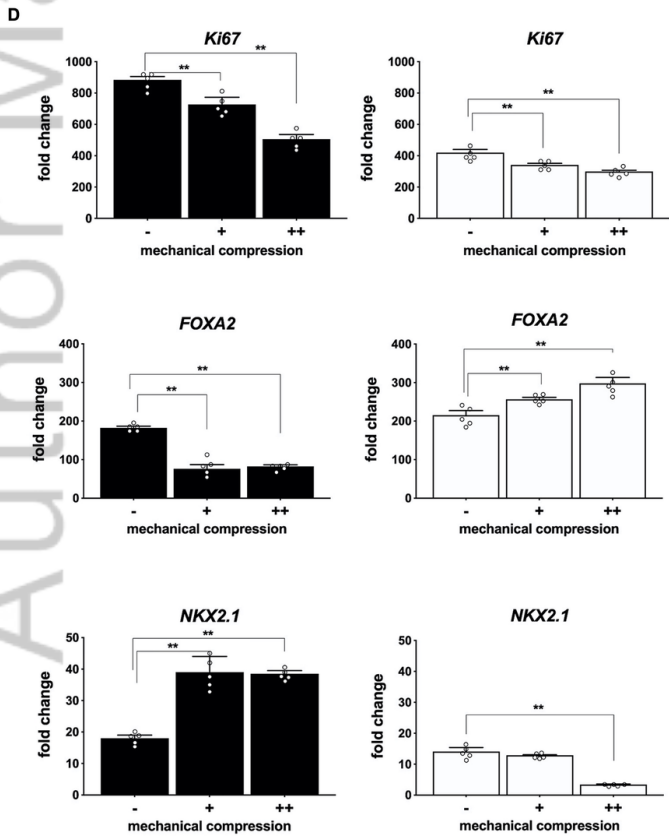 D
Ki67
fold change
1000
800
600
400
200
0
**
**
- + ++
mechanical compression
Ki67
fold change
1000
800
600
400
200
0
**
**
- + ++
mechanical compression
FOXA2
fold change
400
300
200
100
0
**
**
- + ++
mechanical compression
FOXA2
fold change
400
300
200
100
0
**
**
- + ++
mechanical compression
NKX2.1
fold change
50
40
30
20
10
0
**
**
- + ++
mechanical compression
NKX2.1
fold change
50
40
30
20
10
0
**
- + ++
mechanical compression
Author Ma